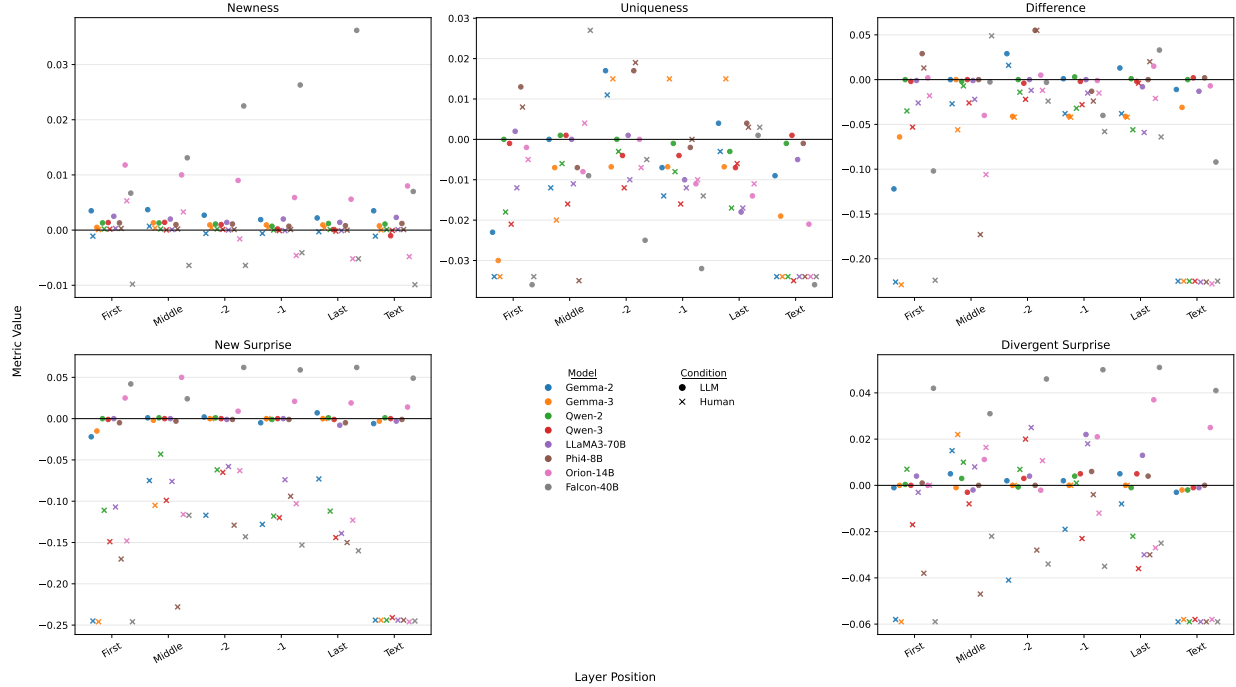 Newness
Uniqueness
Difference
0.03
0.02
0.01
0.00
−0.01
First
Middle
-2
-1
Last
Text
0.03
0.02
0.01
0.00
−0.01
−0.02
−0.03
First
Middle
-2
-1
Last
Text
0.05
0.00
−0.05
−0.10
−0.15
−0.20
First
Middle
-2
-1
Last
Text
Metric Value
New Surprise
0.05
0.00
−0.05
−0.10
−0.15
−0.20
−0.25
First
Middle
-2
-1
Last
Text
Model
Gemma-2
Gemma-3
Qwen-2
Qwen-3
LLaMA3-70B
Phi4-8B
Orion-14B
Falcon-40B
Condition
LLM
Human
Divergent Surprise
0.04
0.02
0.00
−0.02
−0.04
−0.06
First
Middle
-2
-1
Last
Text
Layer Position